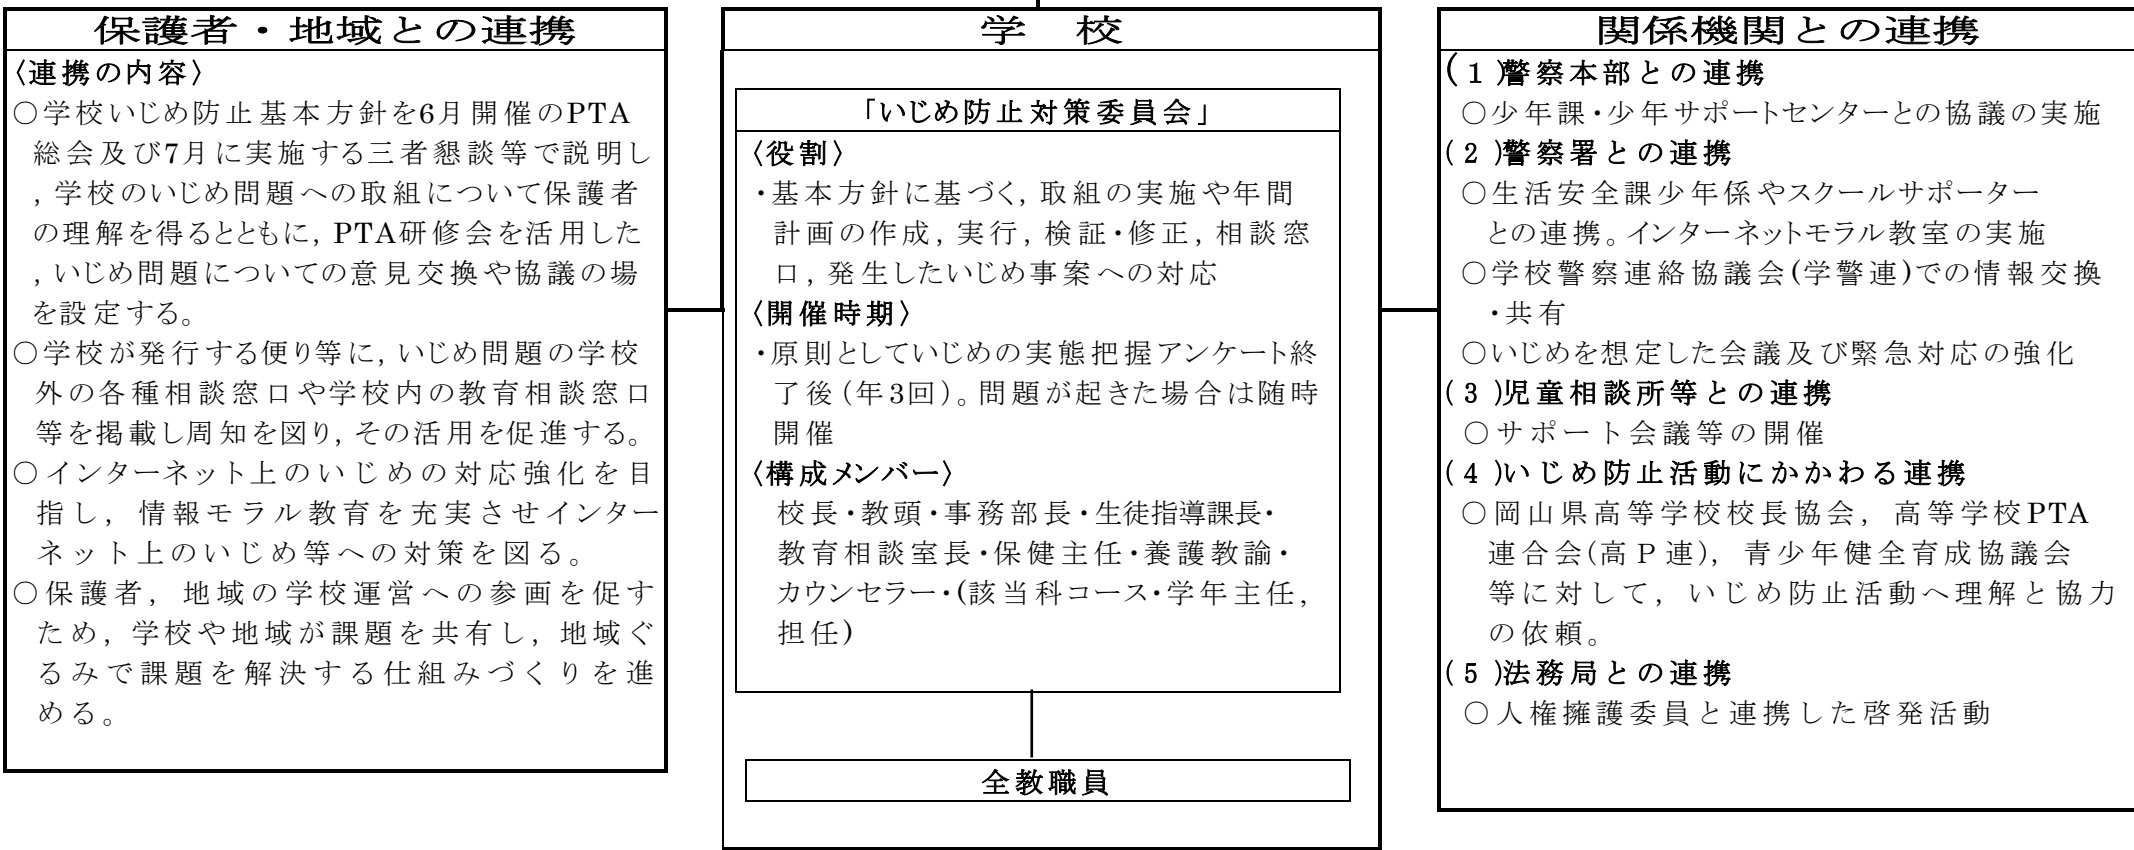 保護者・地域との連携
〈連携の内容〉
○学校いじめ防止基本方針を6月開催のPTA
総会及び7月に実施する三者懇談等で説明し
,学校のいじめ問題への取組について保護者
の理解を得るとともに,PTA研修会を活用した
,いじめ問題についての意見交換や協議の場
を設定する。
○学校が発行する便り等に,いじめ問題の学校
外の各種相談窓口や学校内の教育相談窓口
等を掲載し周知を図り,その活用を促進する。
○インターネット上のいじめの対応強化を目
指し,情報モラル教育を充実させインター
ネット上のいじめ等への対策を図る。
○保護者,地域の学校運営への参画を促す
ため,学校や地域が課題を共有し,地域ぐ
るみで課題を解決する仕組みづくりを進
める。
学　校
「いじめ防止対策委員会」
〈役割〉
・基本方針に基づく,取組の実施や年間
計画の作成,実行,検証・修正,相談窓
口,発生したいじめ事案への対応
〈開催時期〉
・原則としていじめの実態把握アンケート終
了後(年3回)。問題が起きた場合は随時
開催
〈構成メンバー〉
校長・教頭・事務部長・生徒指導課長・
教育相談室長・保健主任・養護教諭・
カウンセラー・(該当科コース・学年主任,
担任)
全教職員
関係機関との連携
(1)警察本部との連携
○少年課・少年サポートセンターとの協議の実施
(2)警察署との連携
○生活安全課少年係やスクールサポーター
との連携。インターネットモラル教室の実施
○学校警察連絡協議会(学警連)での情報交換
・共有
○いじめを想定した会議及び緊急対応の強化
(3)児童相談所等との連携
○サポート会議等の開催
(4)いじめ防止活動にかかわる連携
○岡山県高等学校校長協会,高等学校PTA
連合会(高P連),青少年健全育成協議会
等に対して,いじめ防止活動へ理解と協力
の依頼。
(5)法務局との連携
○人権擁護委員と連携した啓発活動